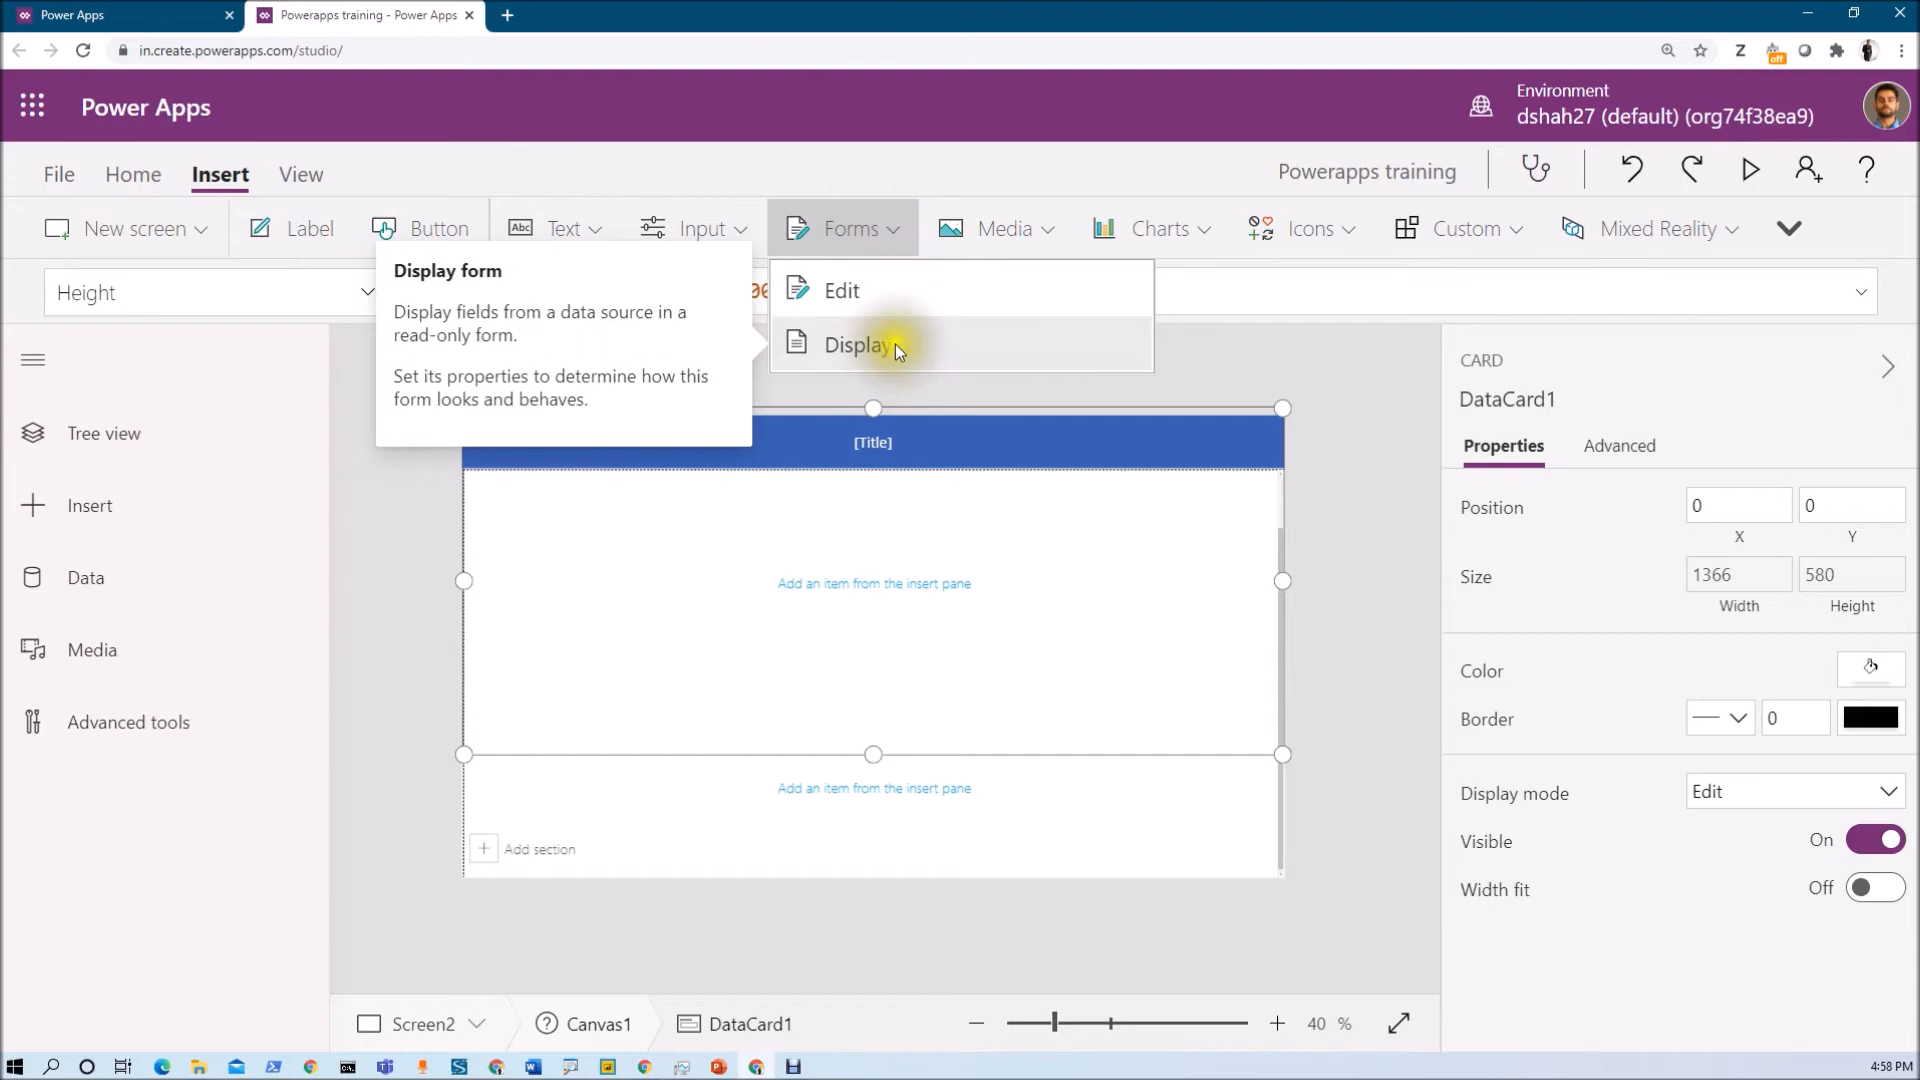 Power Apps
Powerapps training - Power Apps
in.create.powerapps.com/studio/
Z
off
Power Apps
Environment
dshah27 (default) (org74f38ea9)
File
Home
Insert
View
Powerapps training
New screen
Label
Button
Abc
Text
Input
Forms
Media
Charts
Icons
Custom
Mixed Reality
Height
Display form
Display fields from a data source in a
read-only form.
Set its properties to determine how this
form looks and behaves.
Edit
Display
Tree view
Insert
Data
Media
Advanced tools
[Title]
Add an item from the insert pane
Add an item from the insert pane
Add section
CARD
DataCard1
Properties
Advanced
Position
0
0
X
Y
Size
1366
580
Width
Height
Color
Border
0
Display mode
Edit
Visible
On
Width fit
Off
Screen2
Canvas1
DataCard1
40 %
4:58 PM